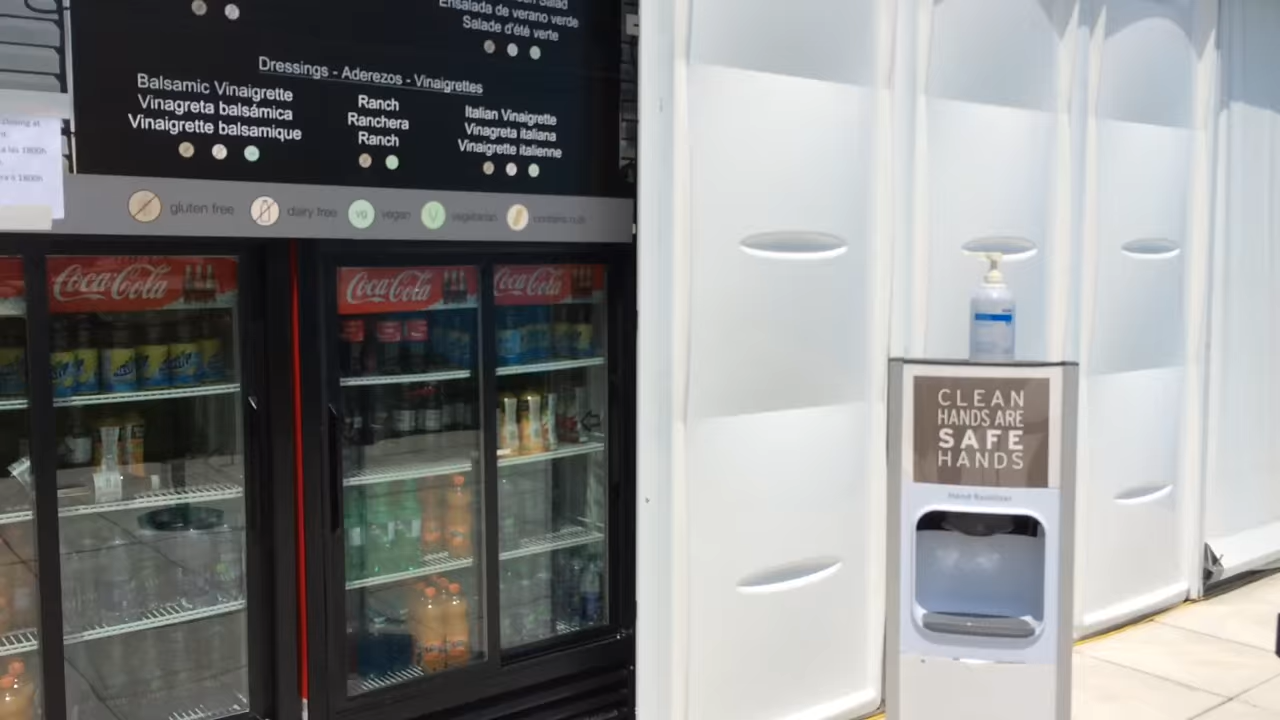 Salad
Ensalada de verano verde
Salade d'été verte
Dressings - Aderezos - Vinaigrettes
Balsamic Vinaigrette
Vinagreta balsámica
Vinaigrette balsamique
Ranch
Ranchera
Ranch
Italian Vinaigrette
Vinagreta italiana
Vinaigrette italienne
gluten free
dairy free
vg vegan
V vegetarian
contains nuts
Coca-Cola
Coca-Cola
Coca-Cola
CLEAN
HANDS ARE
SAFE
HANDS
Hand Sanitizer